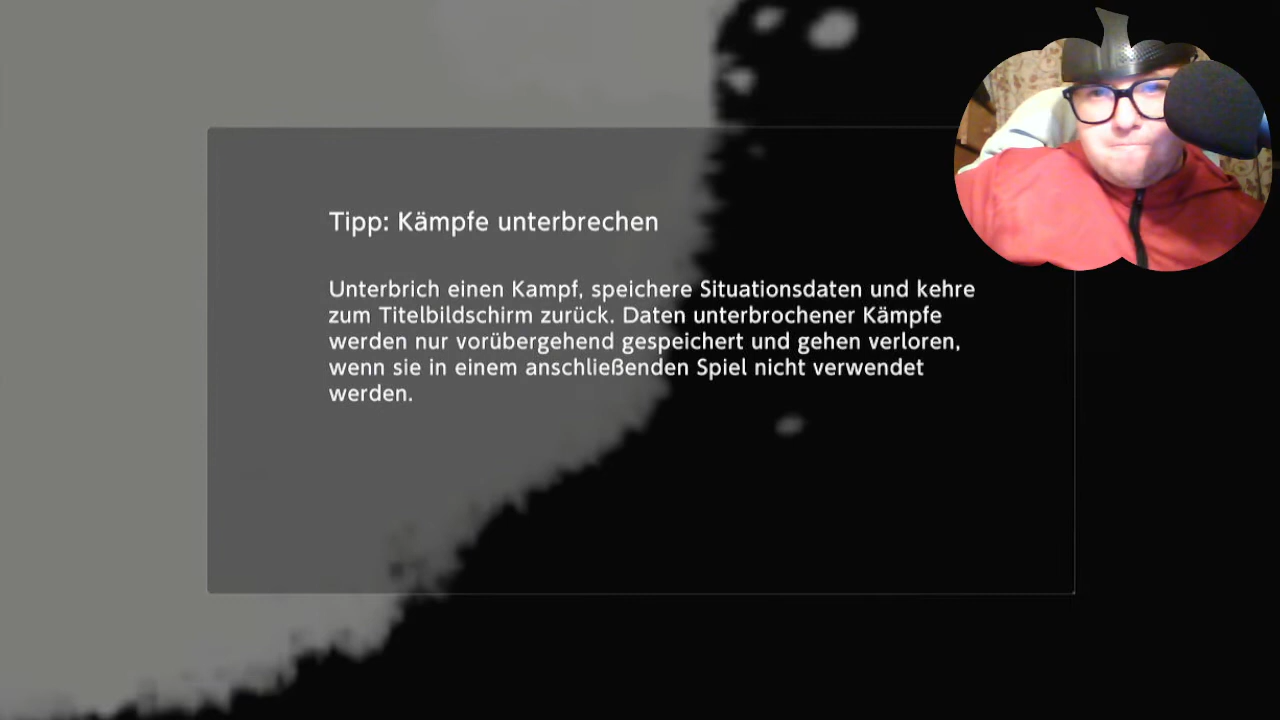 Tipp: Kämpfe unterbrechen
Unterbrich einen Kampf, speichere Situationsdaten und kehre
zum Titelbildschirm zurück. Daten unterbrochener Kämpfe
werden nur vorübergehend gespeichert und gehen verloren,
wenn sie in einem anschließenden Spiel nicht verwendet
werden.